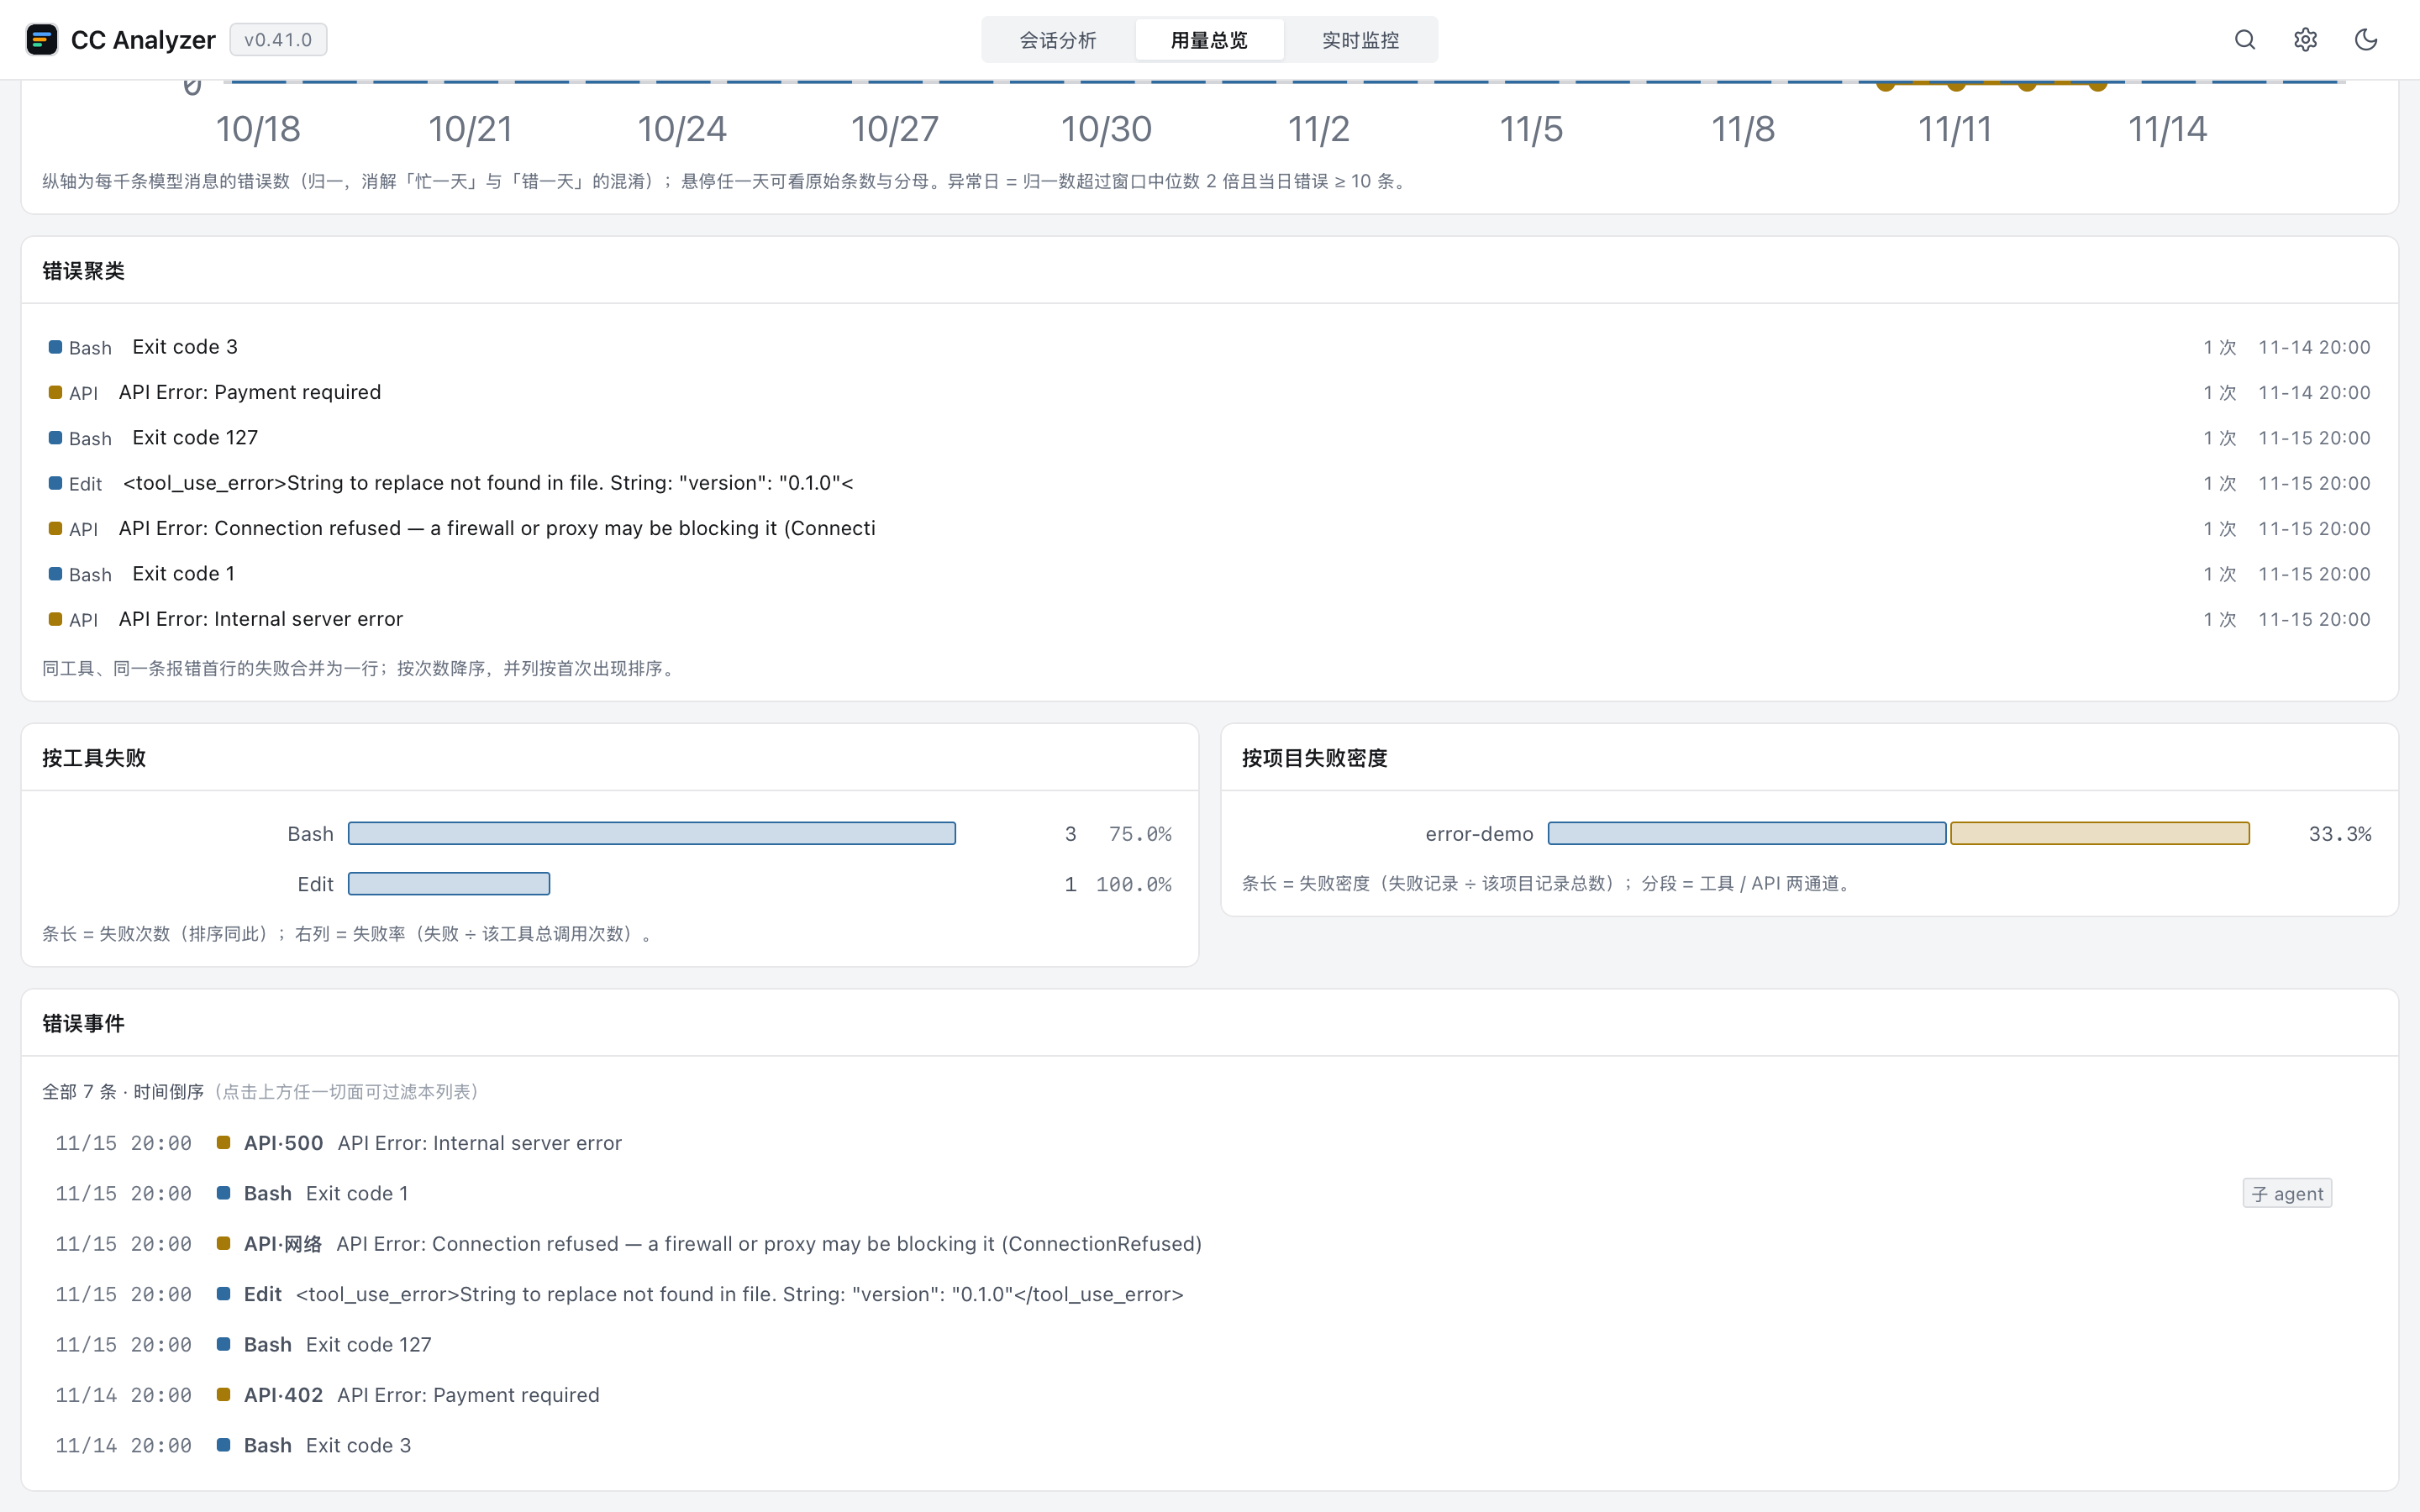 CC Analyzer v0.41.0 会话分析 用量总览 实时监控
0
10/18 10/21 10/24 10/27 10/30 11/2 11/5 11/8 11/11 11/14
纵轴为每千条模型消息的错误数（归一，消解「忙一天」与「错一天」的混淆）；悬停任一天可看原始条数与分母。异常日 = 归一数超过窗口中位数 2 倍且当日错误 ≥ 10 条。
错误聚类
Bash Exit code 3 1 次 11-14 20:00
API API Error: Payment required 1 次 11-14 20:00
Bash Exit code 127 1 次 11-15 20:00
Edit <tool_use_error>String to replace not found in file. String: "version": "0.1.0"< 1 次 11-15 20:00
API API Error: Connection refused — a firewall or proxy may be blocking it (Connecti 1 次 11-15 20:00
Bash Exit code 1 1 次 11-15 20:00
API API Error: Internal server error 1 次 11-15 20:00
同工具、同一条报错首行的失败合并为一行；按次数降序，并列按首次出现排序。
按工具失败
Bash 3 75.0%
Edit 1 100.0%
条长 = 失败次数（排序同此）；右列 = 失败率（失败 ÷ 该工具总调用次数）。
按项目失败密度
error-demo 33.3%
条长 = 失败密度（失败记录 ÷ 该项目记录总数）；分段 = 工具 / API 两通道。
错误事件
全部 7 条 · 时间倒序（点击上方任一切面可过滤本列表）
11/15 20:00 API·500 API Error: Internal server error
11/15 20:00 Bash Exit code 1 子 agent
11/15 20:00 API·网络 API Error: Connection refused — a firewall or proxy may be blocking it (ConnectionRefused)
11/15 20:00 Edit <tool_use_error>String to replace not found in file. String: "version": "0.1.0"</tool_use_error>
11/15 20:00 Bash Exit code 127
11/14 20:00 API·402 API Error: Payment required
11/14 20:00 Bash Exit code 3